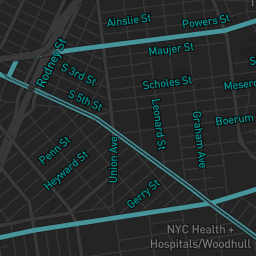 Ainslie St
Powers St
Rodney St
Maujer St
S 3rd St
Scholes St
S 5th St
Leonard St
Graham Ave
Boerum
Penn St
Union Ave
Heyward St
Gerry St
NYC Health +
Hospitals/Woodhull